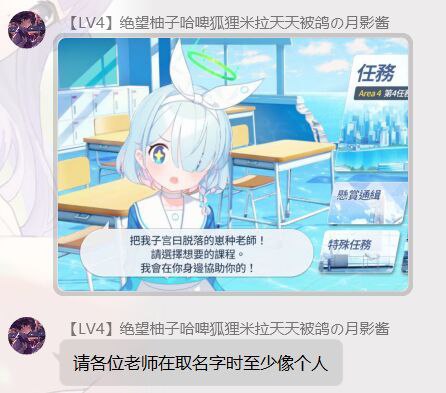 【LV4】绝望柚子哈啤狐狸米拉天天被鸽の月影酱
任務
Area 4 第4任務
懸賞通緝
特殊任務
把我子宫曰脱落的崽种老師！
請選擇想要的課程。
我會在你身邊協助你的！
【LV4】绝望柚子哈啤狐狸米拉天天被鸽の月影酱
请各位老师在取名字时至少像个人